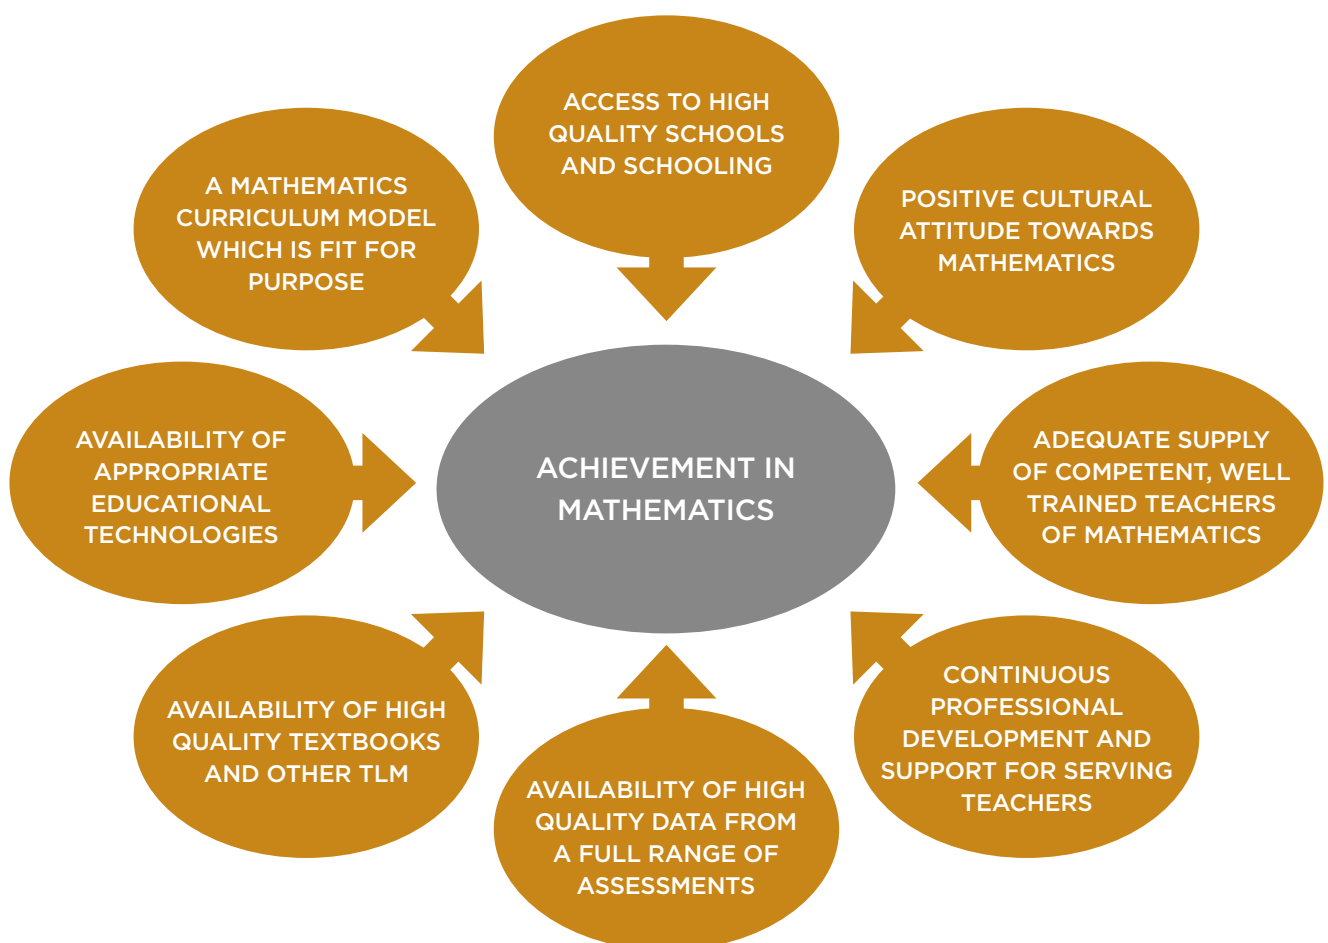 ACCESS TO HIGH
QUALITY SCHOOLS
AND SCHOOLING
A MATHEMATICS
CURRICULUM MODEL
WHICH IS FIT FOR
PURPOSE
POSITIVE CULTURAL
ATTITUDE TOWARDS
MATHEMATICS
AVAILABILITY OF
APPROPRIATE
EDUCATIONAL
TECHNOLOGIES
ACHIEVEMENT IN
MATHEMATICS
ADEQUATE SUPPLY
OF COMPETENT, WELL
TRAINED TEACHERS
OF MATHEMATICS
AVAILABILITY OF HIGH
QUALITY TEXTBOOKS
AND OTHER TLM
AVAILABILITY OF HIGH
QUALITY DATA FROM
A FULL RANGE OF
ASSESSMENTS
CONTINUOUS
PROFESSIONAL
DEVELOPMENT AND
SUPPORT FOR SERVING
TEACHERS